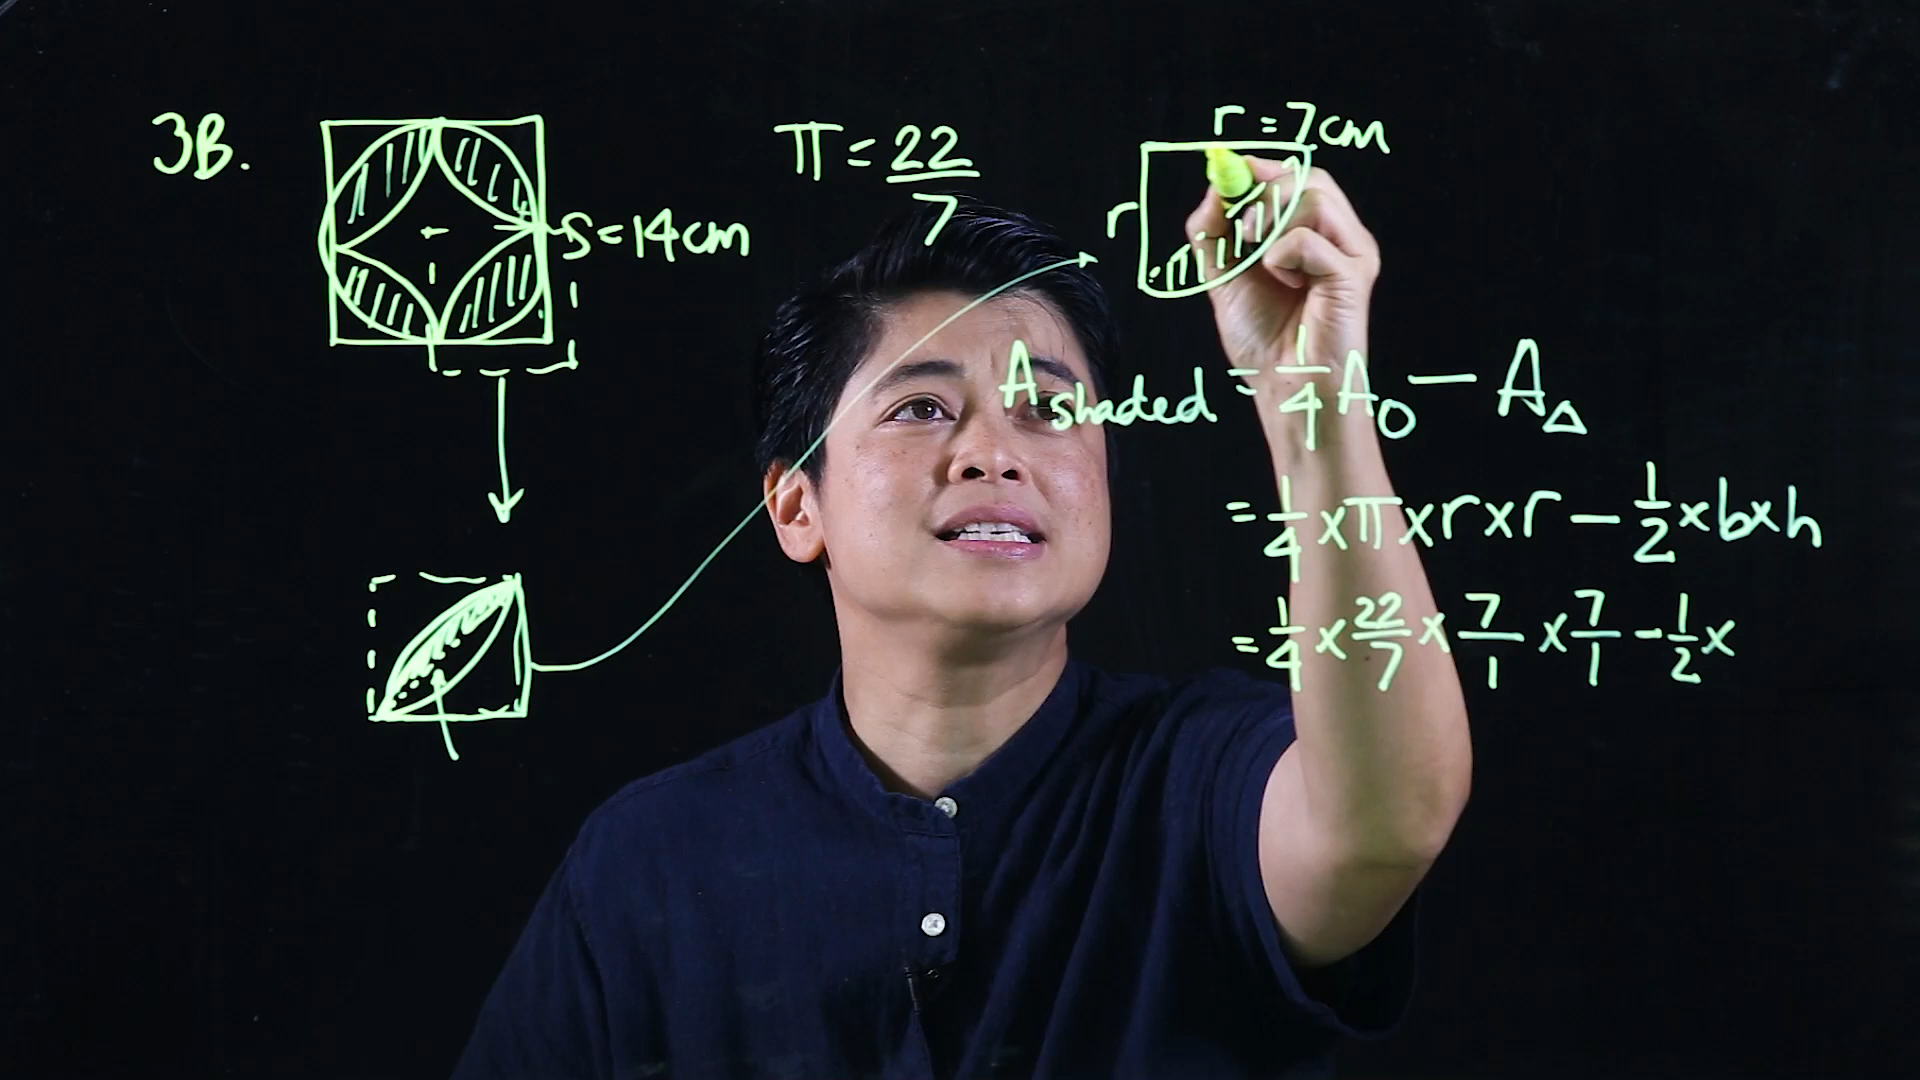 3B.
s=14cm
π=22/7
r=7cm
r
A shaded = 1/4 A○ - A△
= 1/4 × π × r × r - 1/2 × b × h
= 1/4 × 22/7 × 7/1 × 7/1 - 1/2 ×